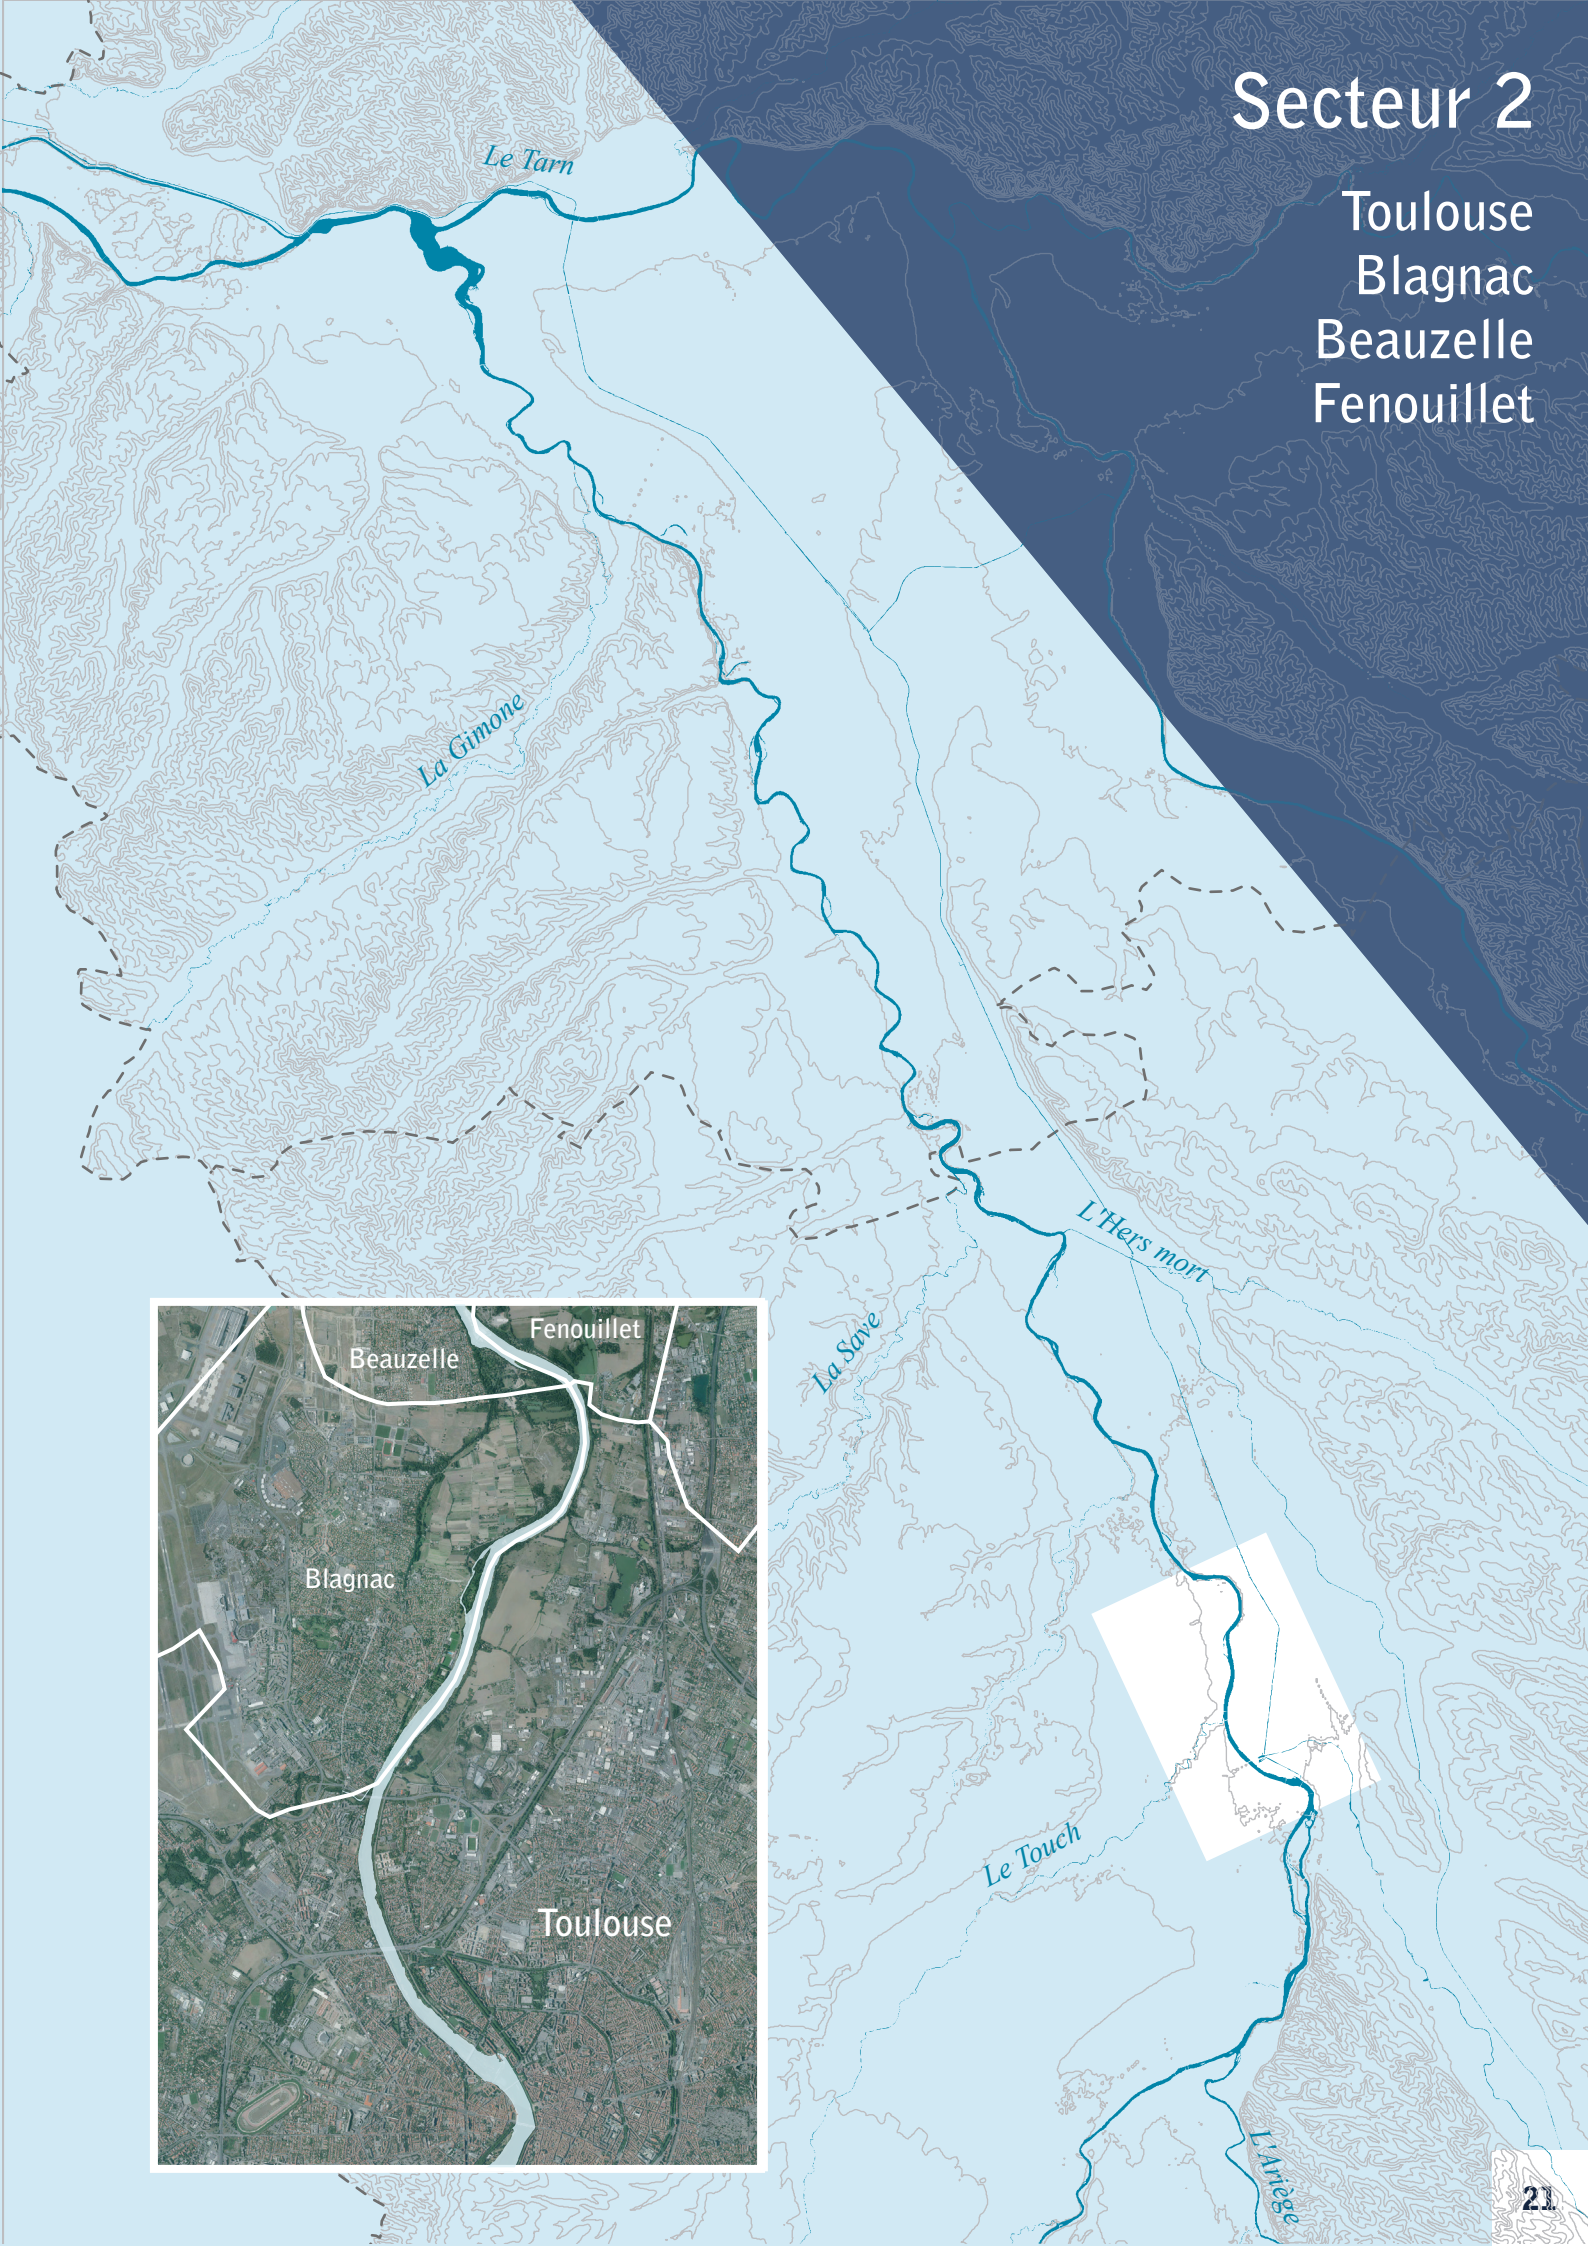 Secteur 2
Toulouse
Blagnac
Beauzelle
Fenouillet
Le Tarn
La Gimone
L'Hers mort
La Save
Fenouillet
Beauzelle
Blagnac
Toulouse
Le Touch
L'Ariège
21